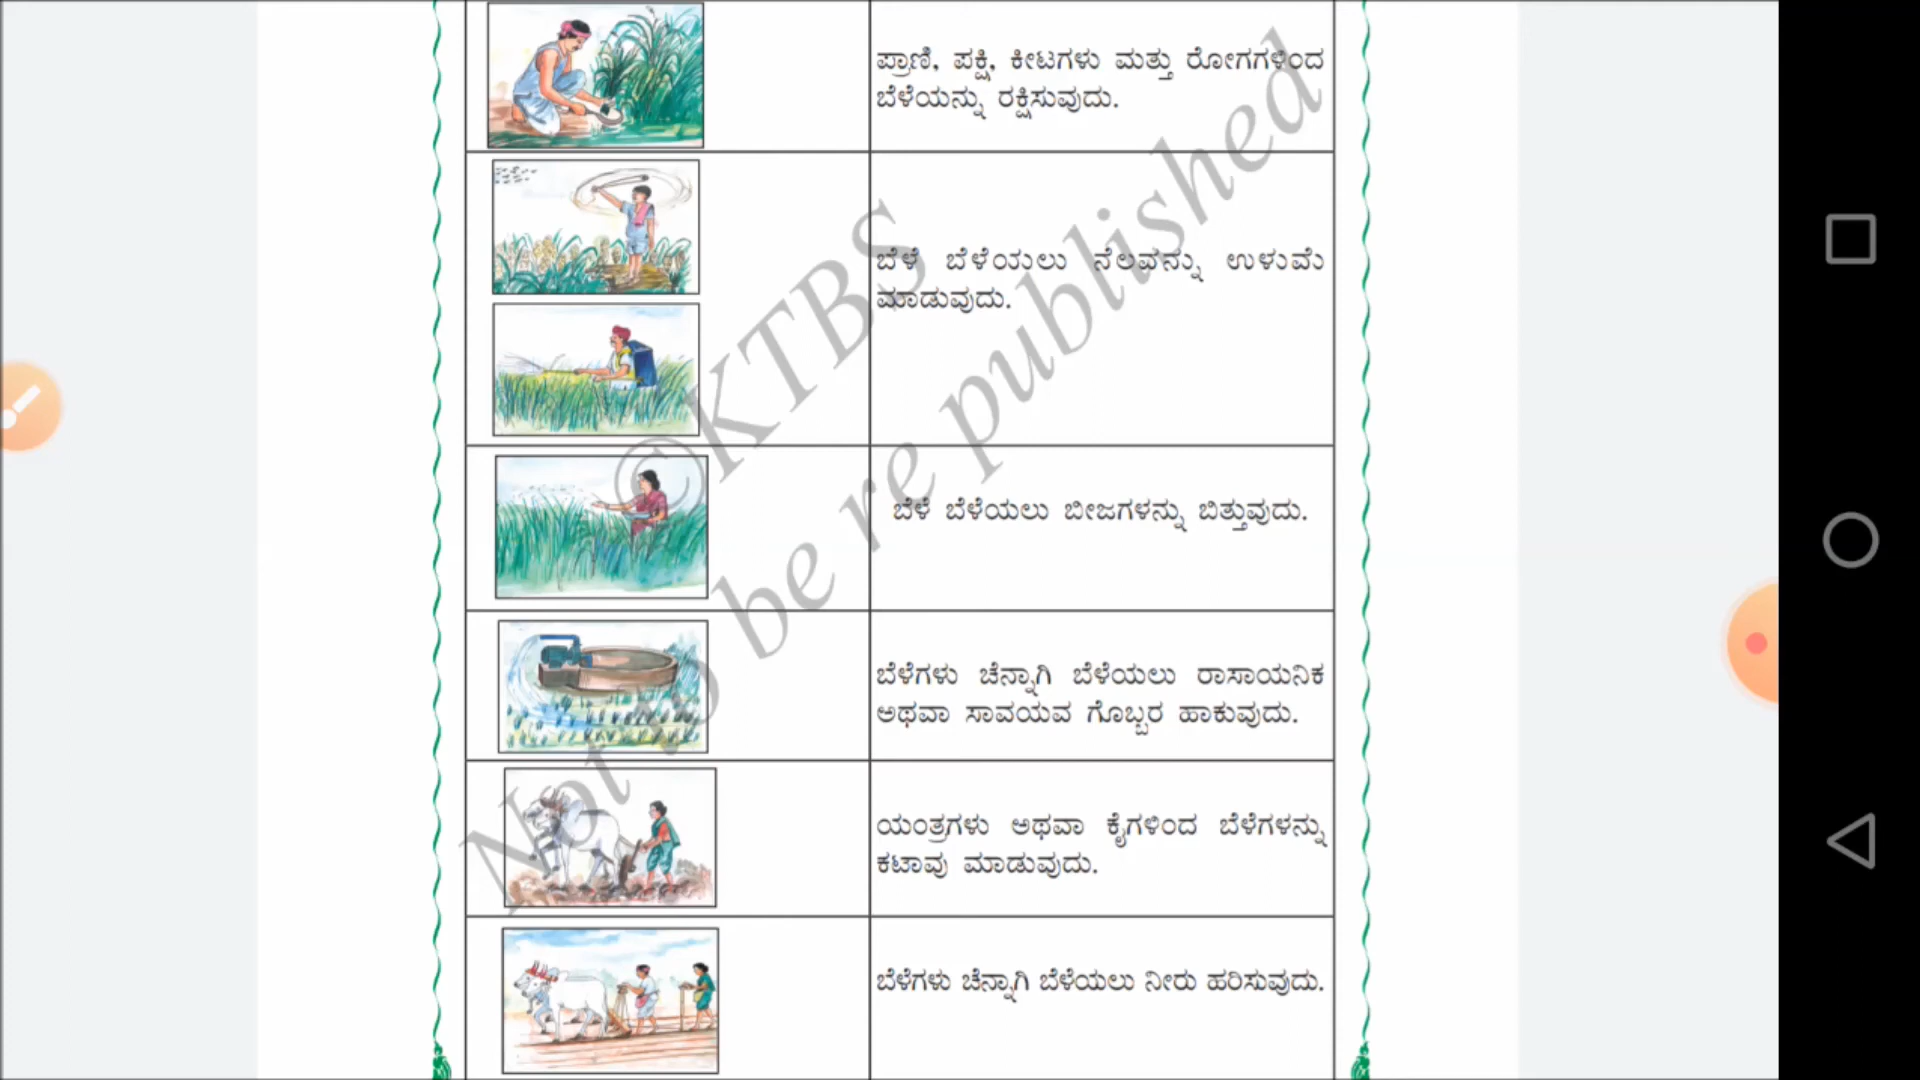 ಪ್ರಾಣಿ, ಪಕ್ಷಿ, ಕೀಟಗಳು ಮತ್ತು ರೋಗಗಳಿಂದ
ಬೆಳೆಯನ್ನು ರಕ್ಷಿಸುವುದು.
ಬೆಳೆ ಬೆಳೆಯಲು ನೆಲವನ್ನು ಉಳುಮೆ
ಮಾಡುವುದು.
ಬೆಳೆ ಬೆಳೆಯಲು ಬೀಜಗಳನ್ನು ಬಿತ್ತುವುದು.
ಬೆಳೆಗಳು ಚೆನ್ನಾಗಿ ಬೆಳೆಯಲು ರಾಸಾಯನಿಕ
ಅಥವಾ ಸಾವಯವ ಗೊಬ್ಬರ ಹಾಕುವುದು.
ಯಂತ್ರಗಳು ಅಥವಾ ಕೈಗಳಿಂದ ಬೆಳೆಗಳನ್ನು
ಕಟಾವು ಮಾಡುವುದು.
ಬೆಳೆಗಳು ಚೆನ್ನಾಗಿ ಬೆಳೆಯಲು ನೀರು ಹರಿಸುವುದು.
©KTBS
Not to be re published